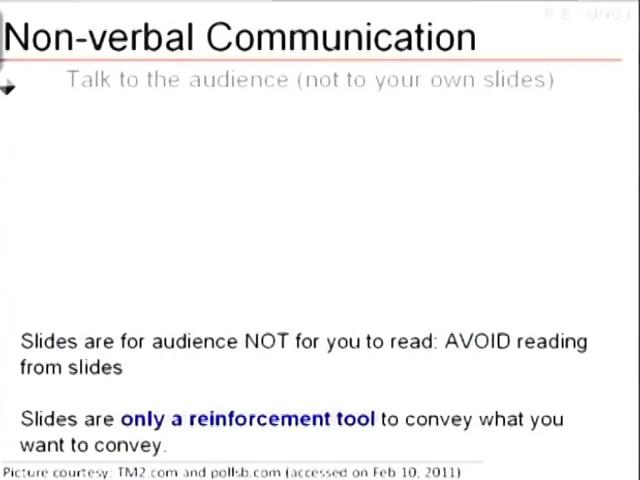 Non-verbal Communication
Talk to the audience (not to your own slides)
Slides are for audience NOT for you to read: AVOID reading
from slides
Slides are only a reinforcement tool to convey what you
want to convey.
Picture courtesy: TM2.com and pollsb.com (accessed on Feb 10, 2011)